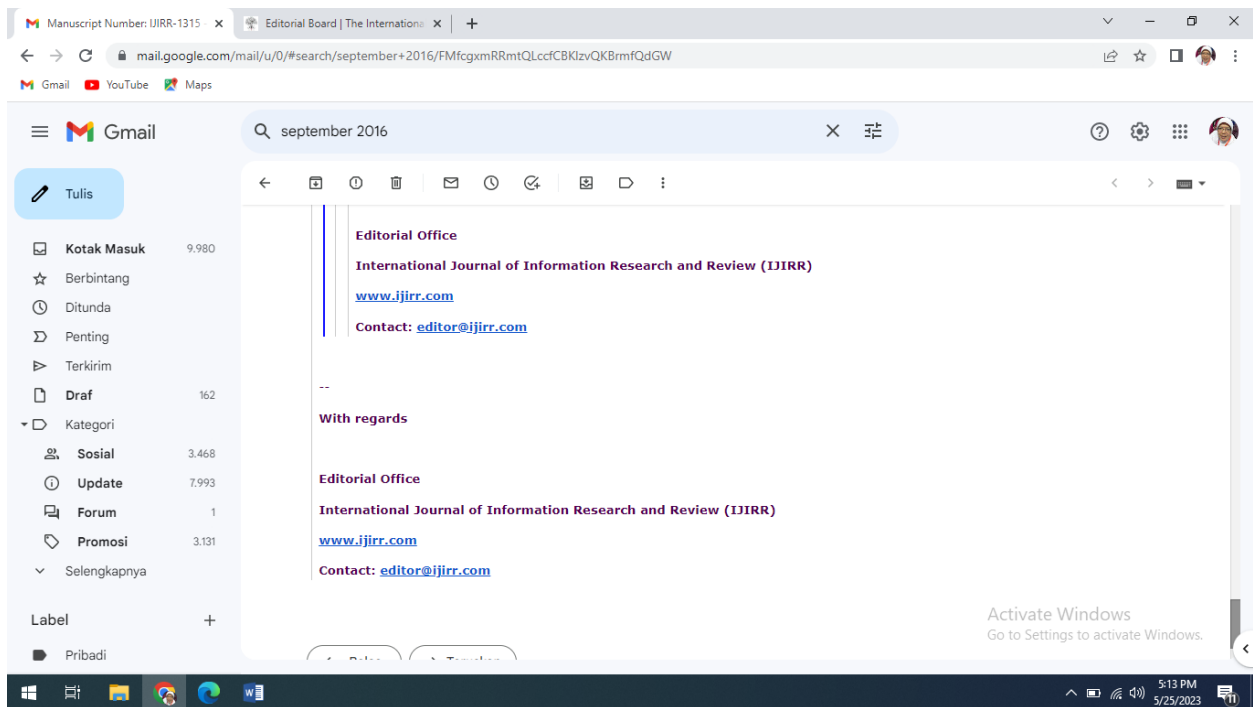 Manuscript Number: IJIRR-1315
Editorial Board | The Internationa
mail.google.com/mail/u/0/#search/september+2016/FMfcgxmRRmtQLccfCBKlzvQKBrmfQdGW
Gmail YouTube Maps
Gmail
september 2016
Tulis
Kotak Masuk 9.980
Berbintang
Ditunda
Penting
Terkirim
Draf 162
Kategori
Sosial 3.468
Update 7.993
Forum 1
Promosi 3.131
Selengkapnya
Label
Pribadi
Editorial Office
International Journal of Information Research and Review (IJIRR)
www.ijirr.com
Contact: editor@ijirr.com
--
With regards
Editorial Office
International Journal of Information Research and Review (IJIRR)
www.ijirr.com
Contact: editor@ijirr.com
Activate Windows
Go to Settings to activate Windows.
5:13 PM
5/25/2023